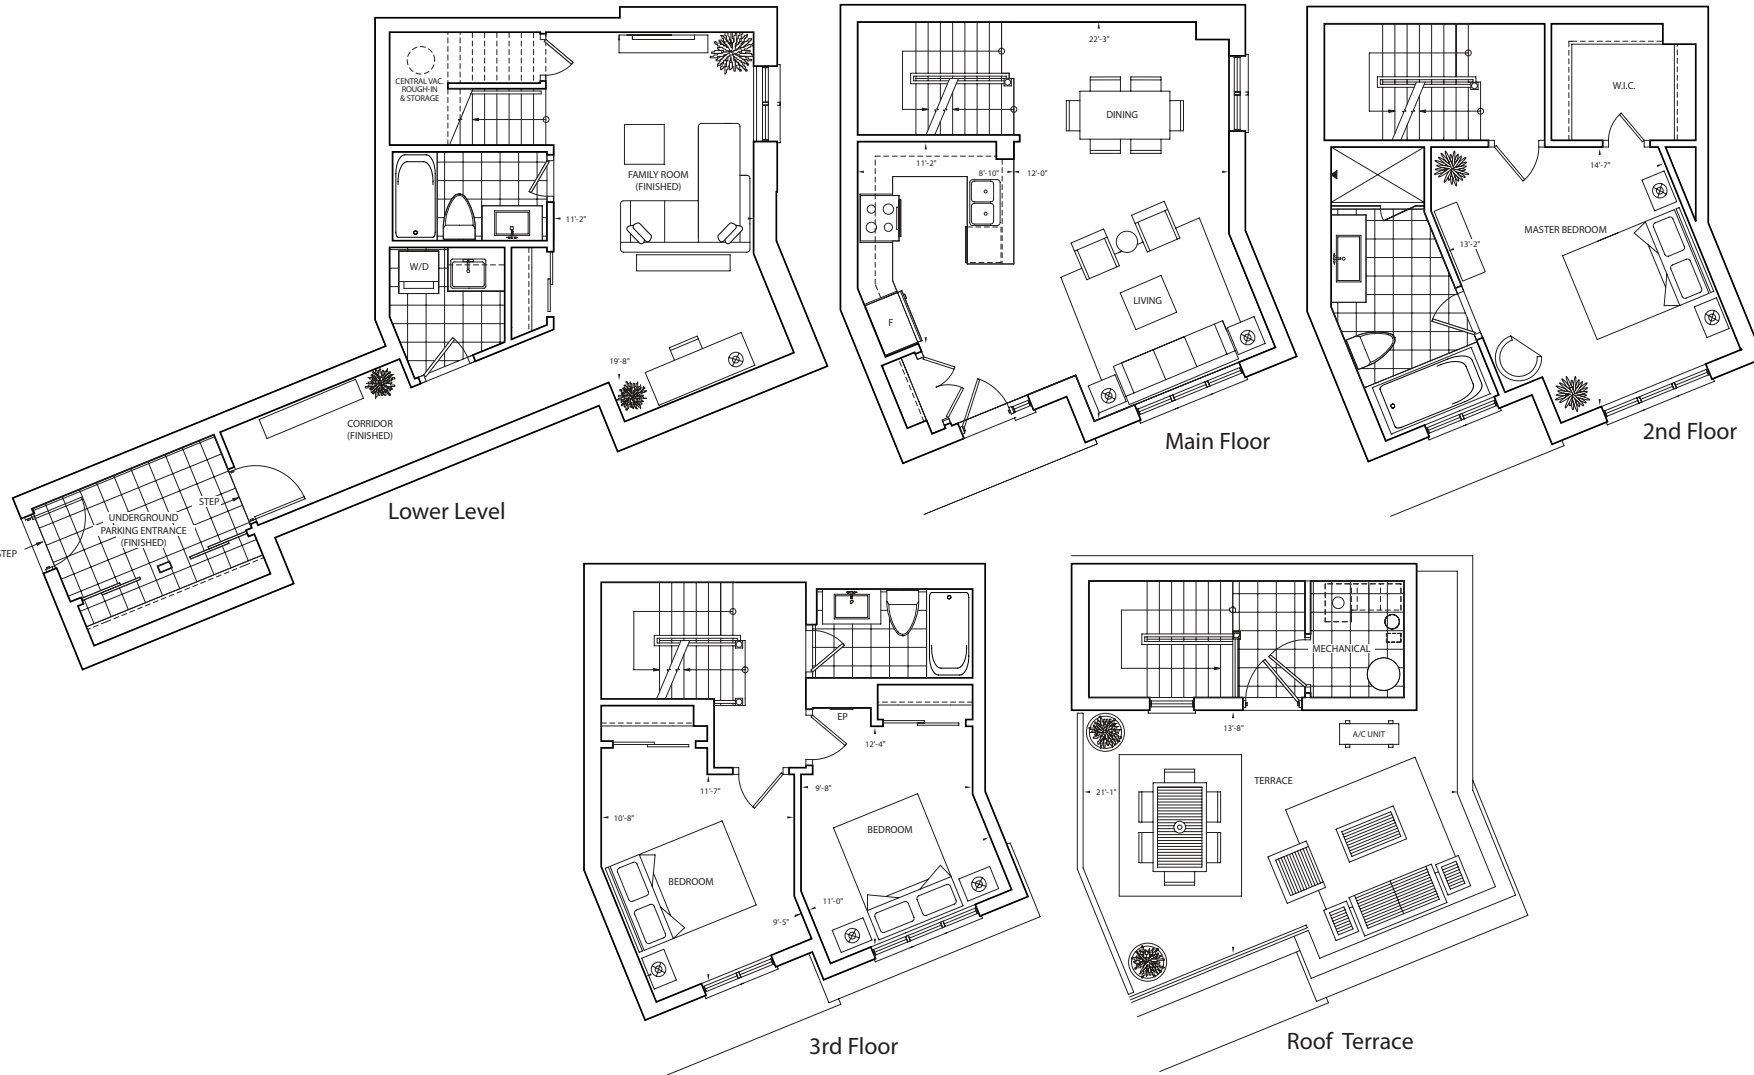 CENTRAL VAC.
ROUGH-IN
& STORAGE
FAMILY ROOM
(FINISHED)
11'-2"
W/D
19'-8"
CORRIDOR
(FINISHED)
STEP
UNDERGROUND
PARKING ENTRANCE
(FINISHED)
STEP
Lower Level
22'-3"
DINING
11'-2"
8'-10"
12'-0"
LIVING
F
Main Floor
W.I.C.
14'-7"
MASTER BEDROOM
13'-2"
2nd Floor
EP
12'-4"
11'-7"
9'-8"
10'-8"
BEDROOM
BEDROOM
11'-0"
9'-5"
3rd Floor
MECHANICAL
13'-8"
A/C UNIT
TERRACE
21'-1"
Roof Terrace